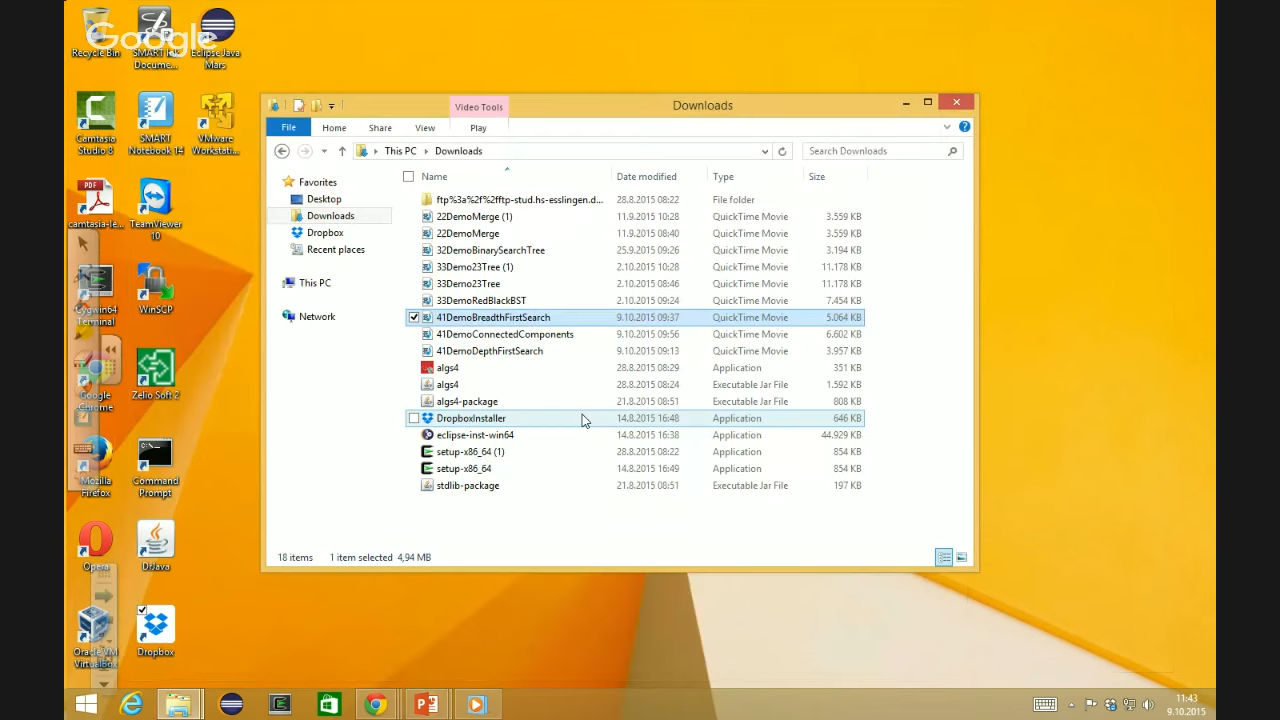 Google
Recycle Bin
SMART Ink
Docume...
Eclipse Java
Mars
Camtasia
Studio 8
SMART
Notebook 14
VMware
Workstatio...
camtasia-le...
TeamViewer
10
Cygwin64
Terminal
WinSCP
Google
Chrome
Zelio Soft 2
Mozilla
Firefox
Command
Prompt
Opera
DrJava
Oracle VM
VirtualBox
Dropbox
Video Tools
Downloads
File Home Share View Play
This PC Downloads
Search Downloads
Favorites
Desktop
Downloads
Dropbox
Recent places
This PC
Network
Name Date modified Type Size
ftp%3a%2f%2fftp-stud.hs-esslingen.d... 28.8.2015 08:22 File folder
22DemoMerge (1) 11.9.2015 10:28 QuickTime Movie 3.559 KB
22DemoMerge 11.9.2015 08:40 QuickTime Movie 3.559 KB
32DemoBinarySearchTree 25.9.2015 09:26 QuickTime Movie 3.194 KB
33Demo23Tree (1) 2.10.2015 10:28 QuickTime Movie 11.178 KB
33Demo23Tree 2.10.2015 08:46 QuickTime Movie 11.178 KB
33DemoRedBlackBST 2.10.2015 09:24 QuickTime Movie 7.454 KB
41DemoBreadthFirstSearch 9.10.2015 09:37 QuickTime Movie 5.064 KB
41DemoConnectedComponents 9.10.2015 09:56 QuickTime Movie 6.602 KB
41DemoDepthFirstSearch 9.10.2015 09:13 QuickTime Movie 3.957 KB
algs4 28.8.2015 08:29 Application 351 KB
algs4 28.8.2015 08:24 Executable Jar File 1.592 KB
algs4-package 21.8.2015 08:51 Executable Jar File 808 KB
DropboxInstaller 14.8.2015 16:48 Application 646 KB
eclipse-inst-win64 14.8.2015 16:38 Application 44.929 KB
setup-x86_64 (1) 28.8.2015 08:22 Application 854 KB
setup-x86_64 14.8.2015 16:49 Application 854 KB
stdlib-package 21.8.2015 08:51 Executable Jar File 197 KB
18 items 1 item selected 4,94 MB
11:43
9.10.2015